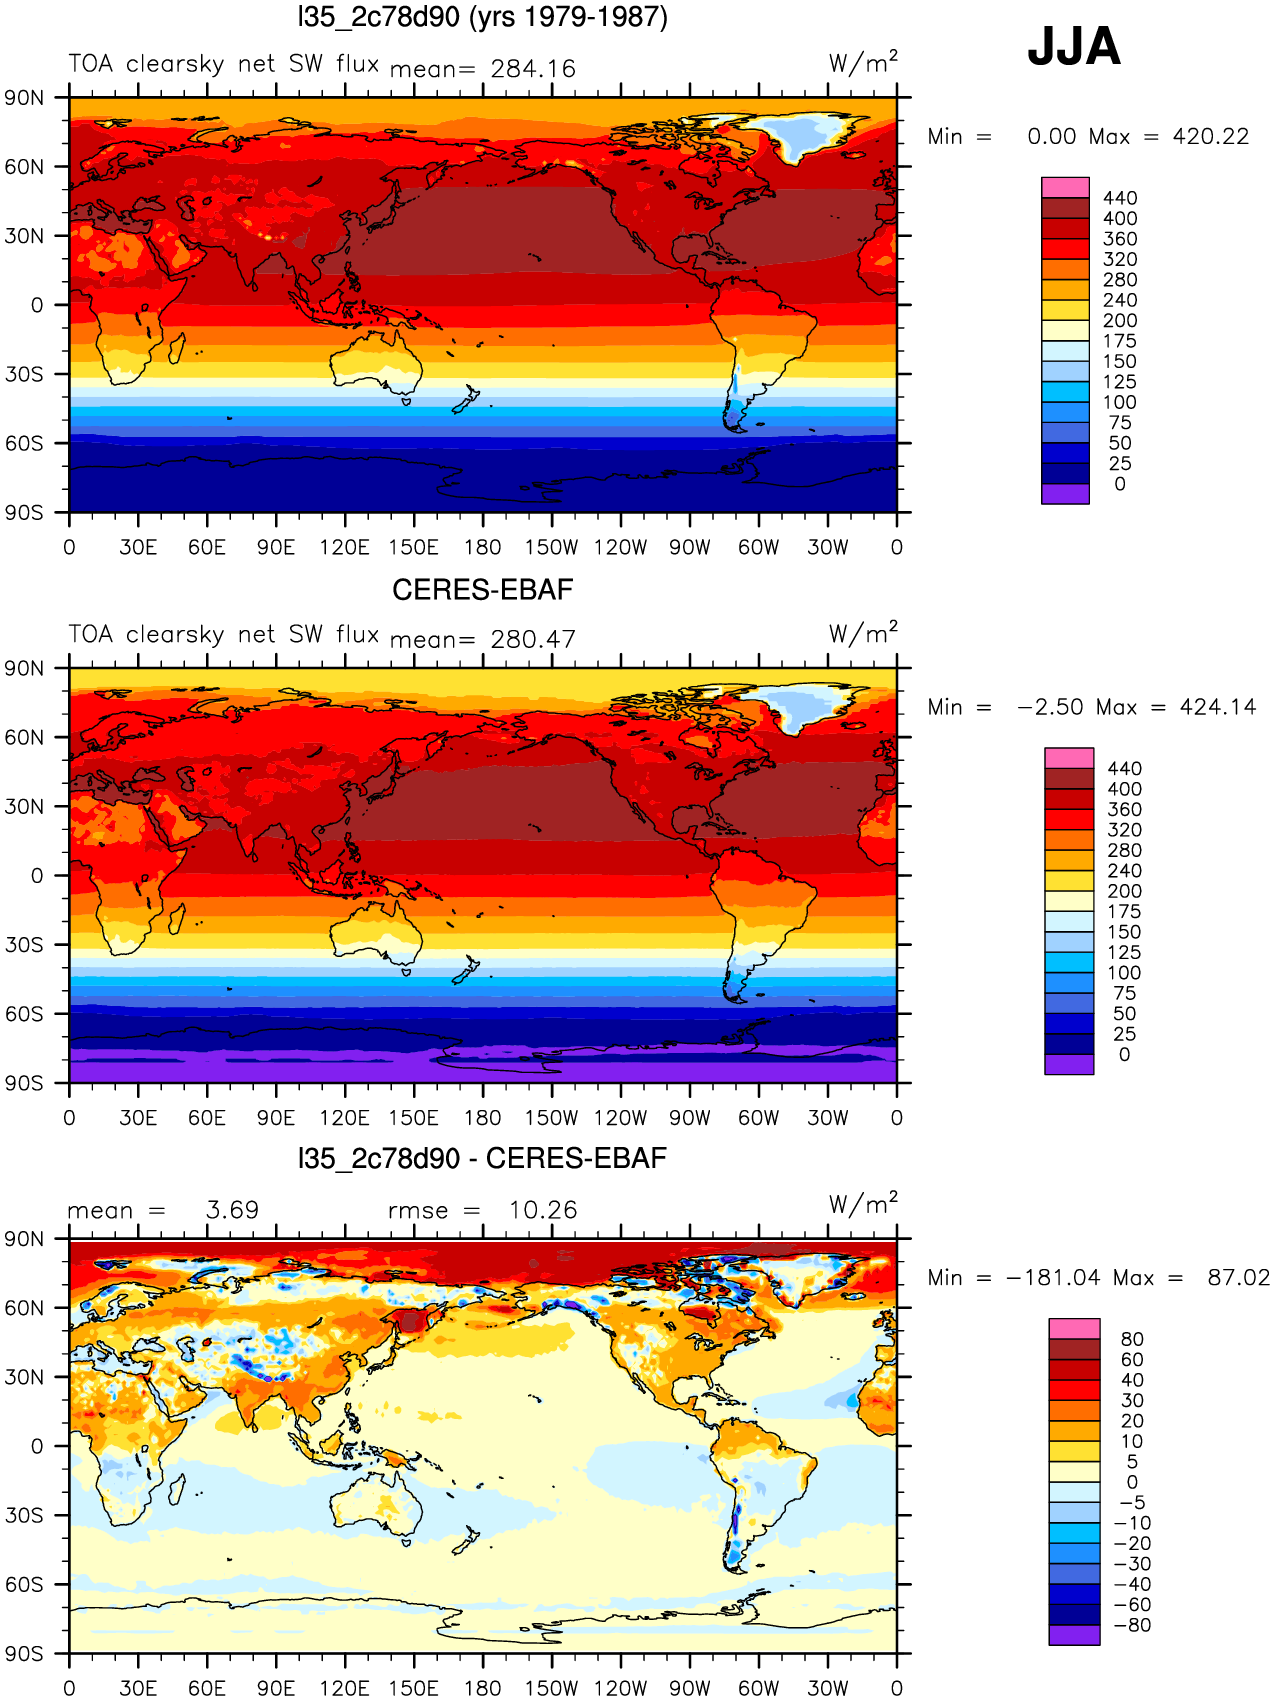 l35_2c78d90 (yrs 1979-1987)
JJA
TOA clearsky net SW flux mean= 284.16 W/m²
Min = 0.00 Max = 420.22
90N
60N
30N
0
30S
60S
90S
0 30E 60E 90E 120E 150E 180 150W 120W 90W 60W 30W 0
440
400
360
320
280
240
200
175
150
125
100
75
50
25
0
CERES-EBAF
TOA clearsky net SW flux mean= 280.47 W/m²
Min = −2.50 Max = 424.14
90N
60N
30N
0
30S
60S
90S
0 30E 60E 90E 120E 150E 180 150W 120W 90W 60W 30W 0
440
400
360
320
280
240
200
175
150
125
100
75
50
25
0
l35_2c78d90 - CERES-EBAF
mean = 3.69 rmse = 10.26 W/m²
Min = −181.04 Max = 87.02
90N
60N
30N
0
30S
60S
90S
0 30E 60E 90E 120E 150E 180 150W 120W 90W 60W 30W 0
80
60
40
30
20
10
5
0
−5
−10
−20
−30
−40
−60
−80